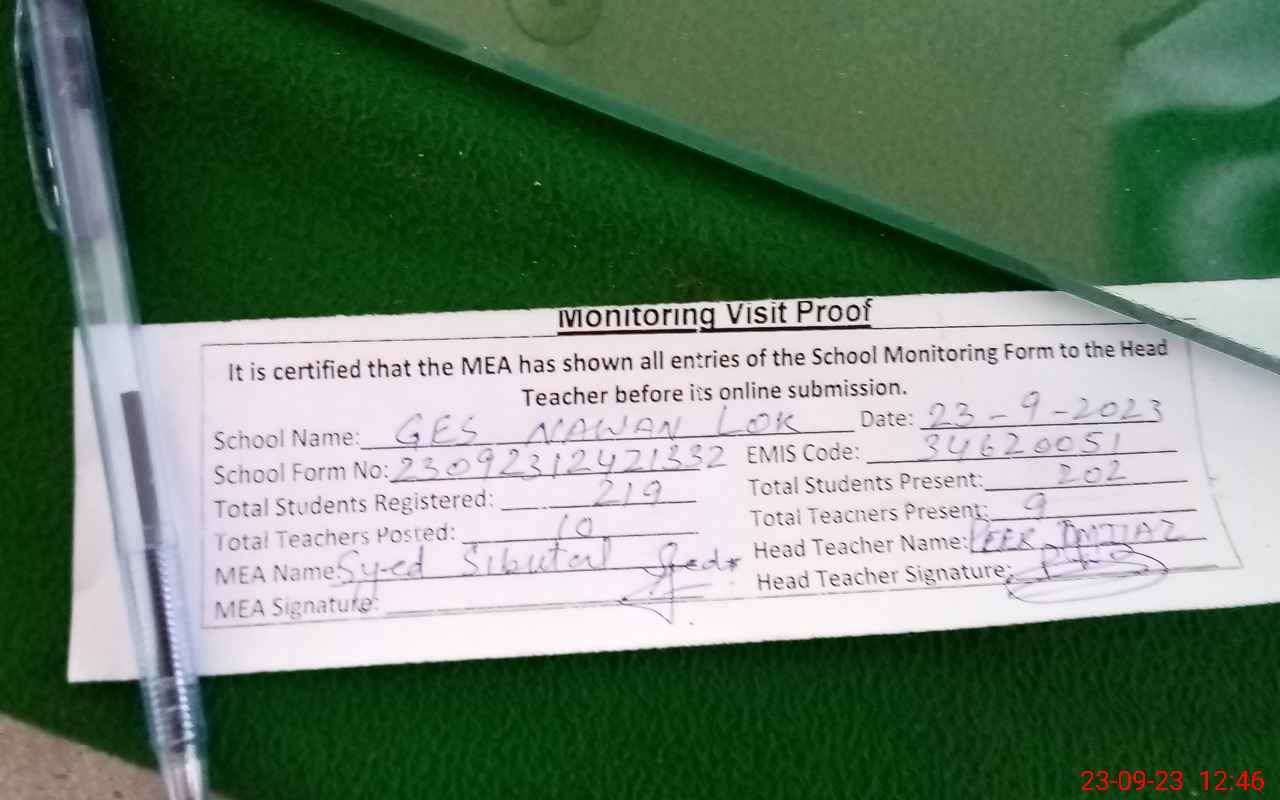 Monitoring Visit Proof
It is certified that the MEA has shown all entries of the School Monitoring Form to the Head
Teacher before its online submission.
School Name: GES NAWAN LOK Date: 23-9-2023
School Form No: 23092312421332 EMIS Code: 34620051
Total Students Registered: 219 Total Students Present: 202
Total Teachers Posted: 10 Total Teachers Present: 9
MEA Name: Syed Head Teacher Name: PEER IMTIAZ
MEA Signature: Head Teacher Signature:
23-09-23 12:46